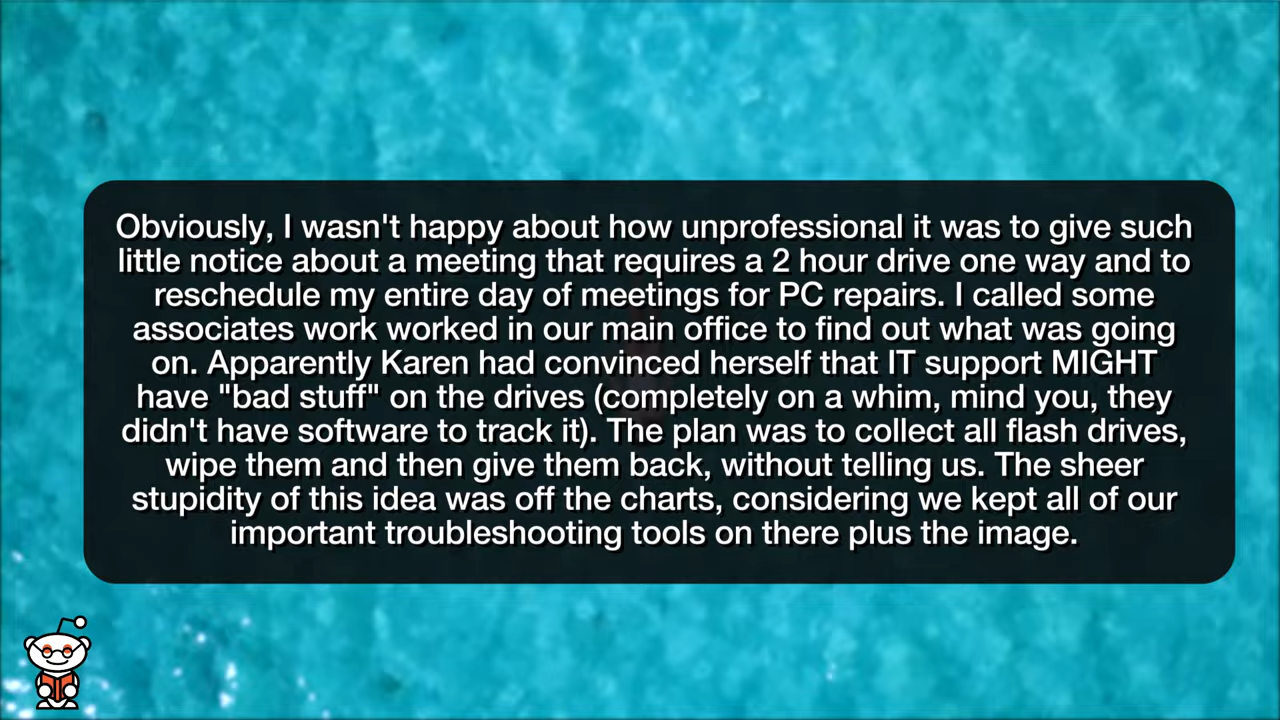 Obviously, I wasn't happy about how unprofessional it was to give such
little notice about a meeting that requires a 2 hour drive one way and to
reschedule my entire day of meetings for PC repairs. I called some
associates work worked in our main office to find out what was going
on. Apparently Karen had convinced herself that IT support MIGHT
have "bad stuff" on the drives (completely on a whim, mind you, they
didn't have software to track it). The plan was to collect all flash drives,
wipe them and then give them back, without telling us. The sheer
stupidity of this idea was off the charts, considering we kept all of our
important troubleshooting tools on there plus the image.